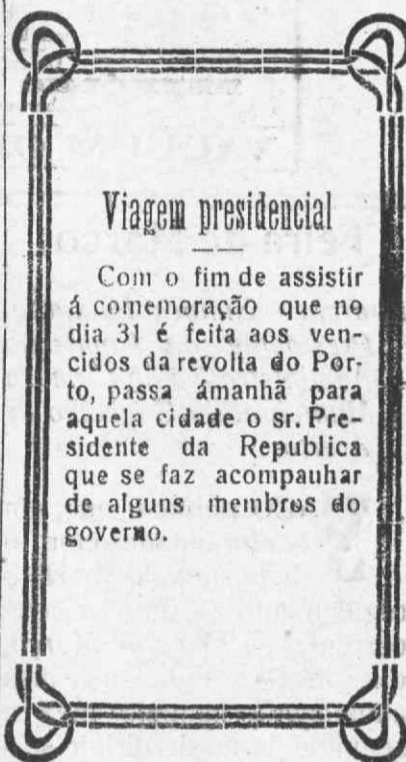 Viagem presidencial
Com o fim de assistir
á comemoração que no
dia 31 é feita aos ven-
cidos da revolta do Por-
to, passa ámanhã para
aquela cidade o sr. Pre-
sidente da Republica
que se faz acompauhar
de alguns membros do
governo.